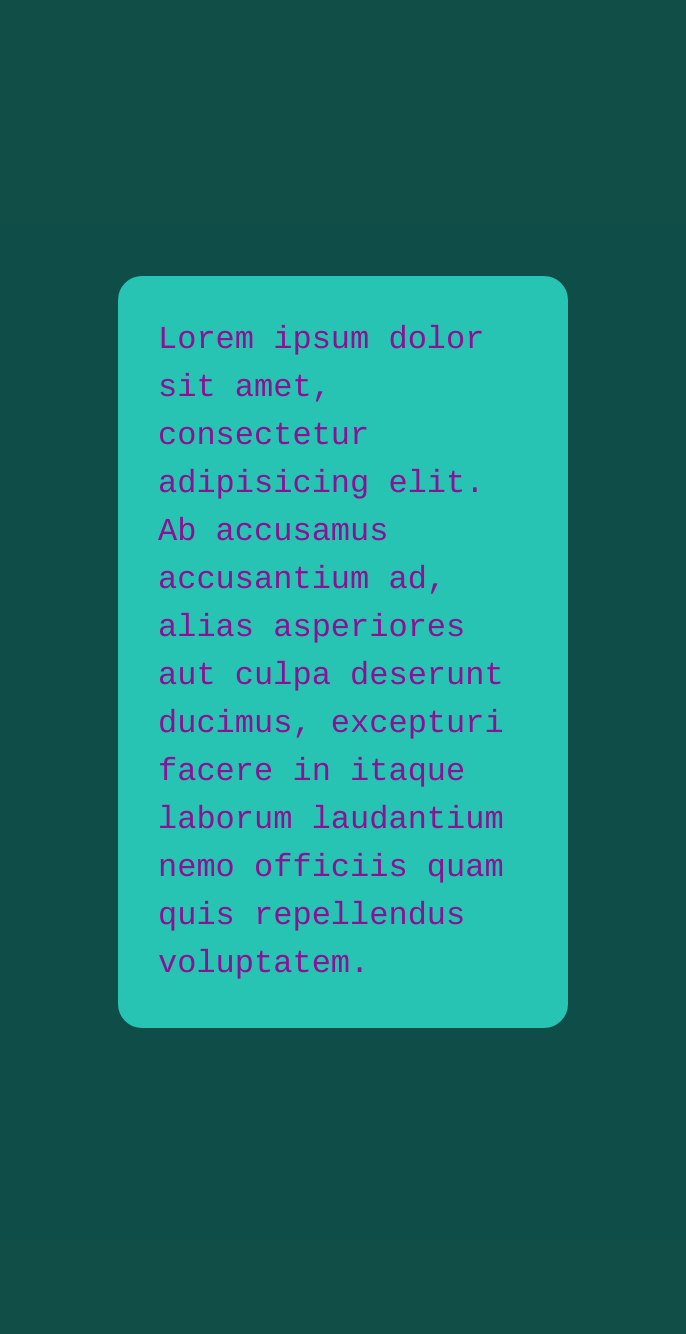 Lorem ipsum dolor
sit amet,
consectetur
adipisicing elit.
Ab accusamus
accusantium ad,
alias asperiores
aut culpa deserunt
ducimus, excepturi
facere in itaque
laborum laudantium
nemo officiis quam
quis repellendus
voluptatem.